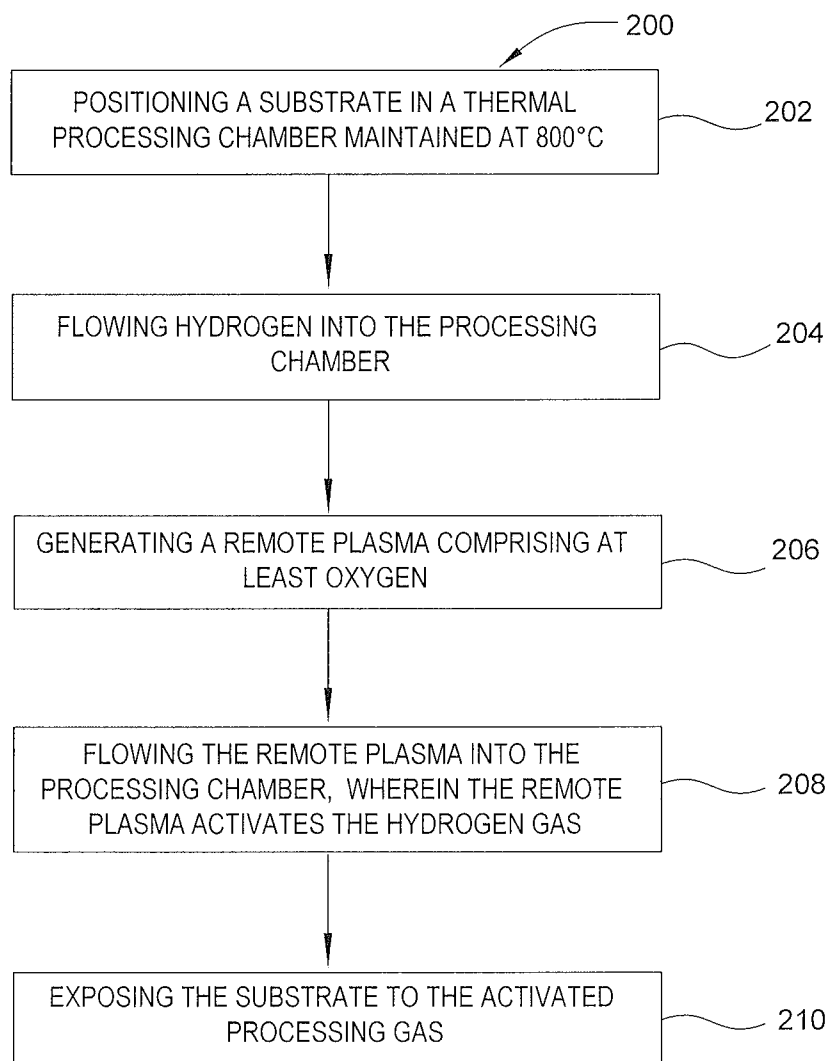 200
POSITIONING A SUBSTRATE IN A THERMAL
PROCESSING CHAMBER MAINTAINED AT 800°C
202
FLOWING HYDROGEN INTO THE PROCESSING
CHAMBER
204
GENERATING A REMOTE PLASMA COMPRISING AT
LEAST OXYGEN
206
FLOWING THE REMOTE PLASMA INTO THE
PROCESSING CHAMBER, WHEREIN THE REMOTE
PLASMA ACTIVATES THE HYDROGEN GAS
208
EXPOSING THE SUBSTRATE TO THE ACTIVATED
PROCESSING GAS
210